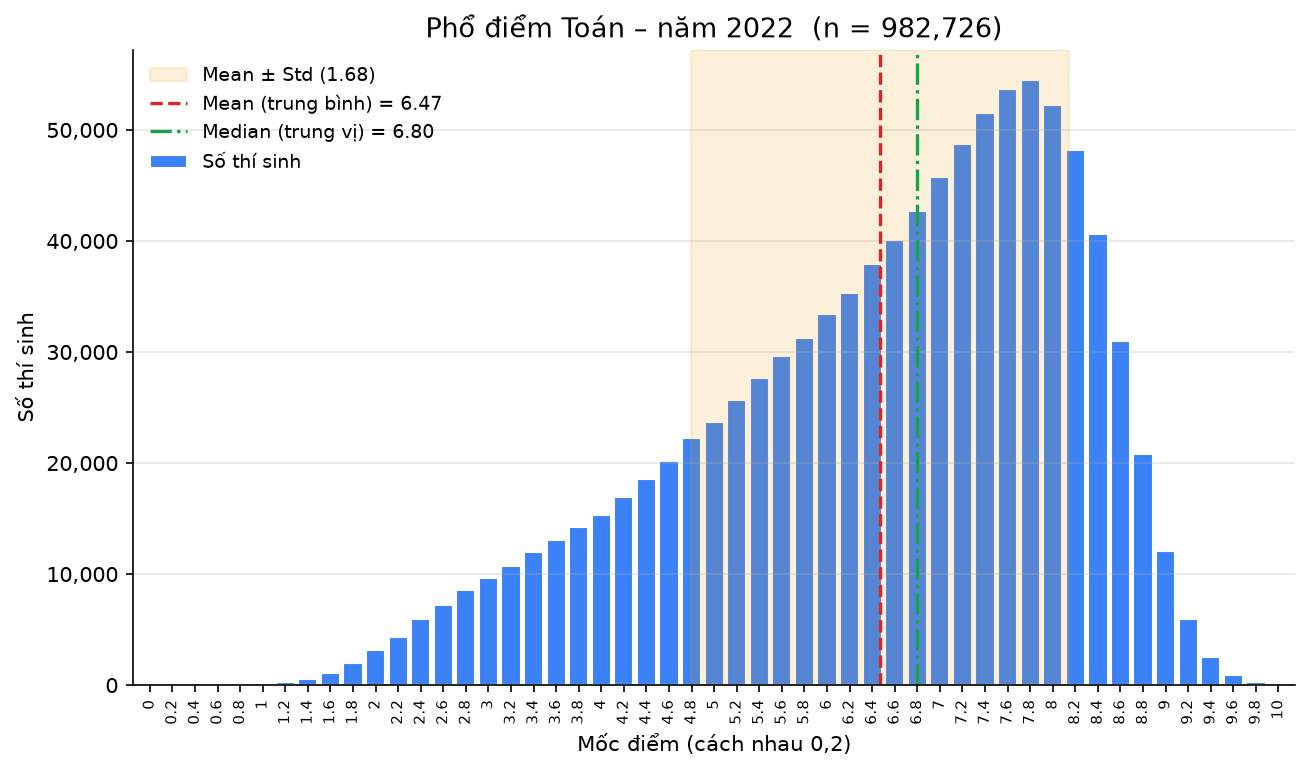 Phổ điểm Toán – năm 2022 (n = 982,726)
Mean ± Std (1.68)
Mean (trung bình) = 6.47
Median (trung vị) = 6.80
Số thí sinh
Số thí sinh
50,000
40,000
30,000
20,000
10,000
0
0 0.2 0.4 0.6 0.8 1 1.2 1.4 1.6 1.8 2 2.2 2.4 2.6 2.8 3 3.2 3.4 3.6 3.8 4 4.2 4.4 4.6 4.8 5 5.2 5.4 5.6 5.8 6 6.2 6.4 6.6 6.8 7 7.2 7.4 7.6 7.8 8 8.2 8.4 8.6 8.8 9 9.2 9.4 9.6 9.8 10
Mốc điểm (cách nhau 0,2)